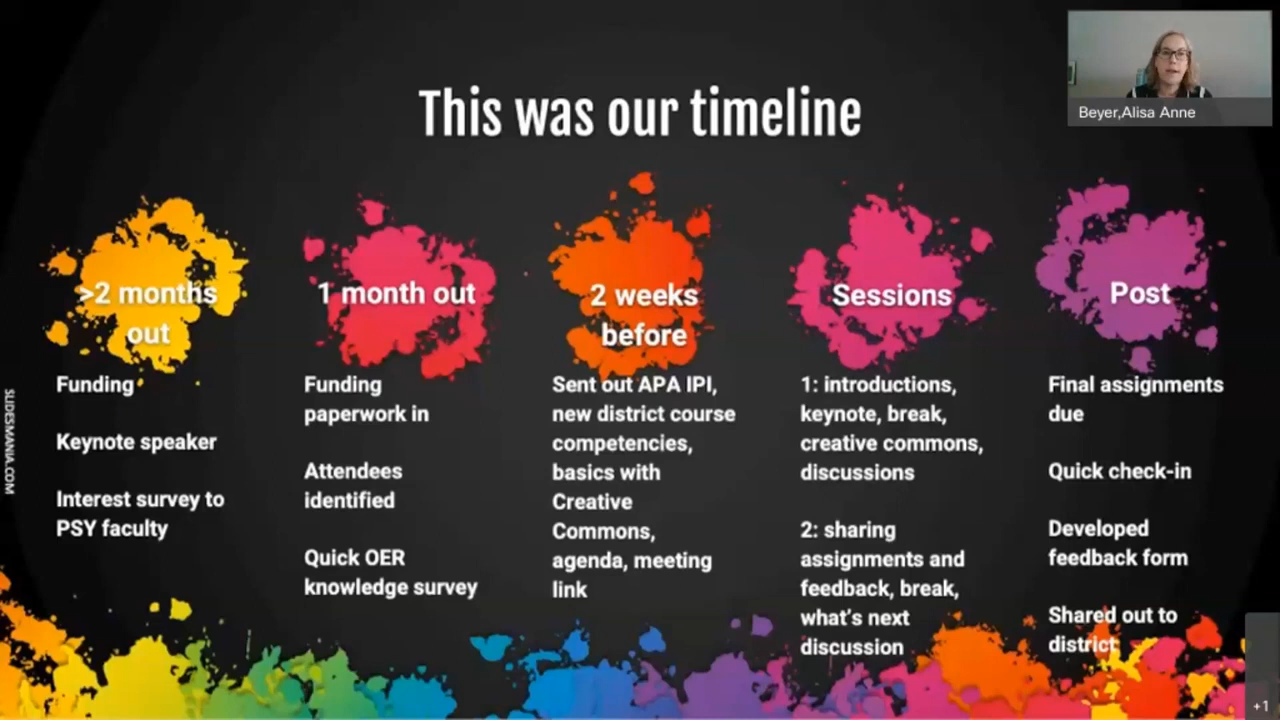 This was our timeline
Beyer,Alisa Anne
>2 months
out
Funding
Keynote speaker
Interest survey to
PSY faculty
1 month out
Funding
paperwork in
Attendees
identified
Quick OER
knowledge survey
2 weeks
before
Sent out APA IPI,
new district course
competencies,
basics with
Creative
Commons,
agenda, meeting
link
Sessions
1: introductions,
keynote, break,
creative commons,
discussions
2: sharing
assignments and
feedback, break,
what's next
discussion
Post
Final assignments
due
Quick check-in
Developed
feedback form
Shared out to
district
SLIDESMANIA.COM
+1